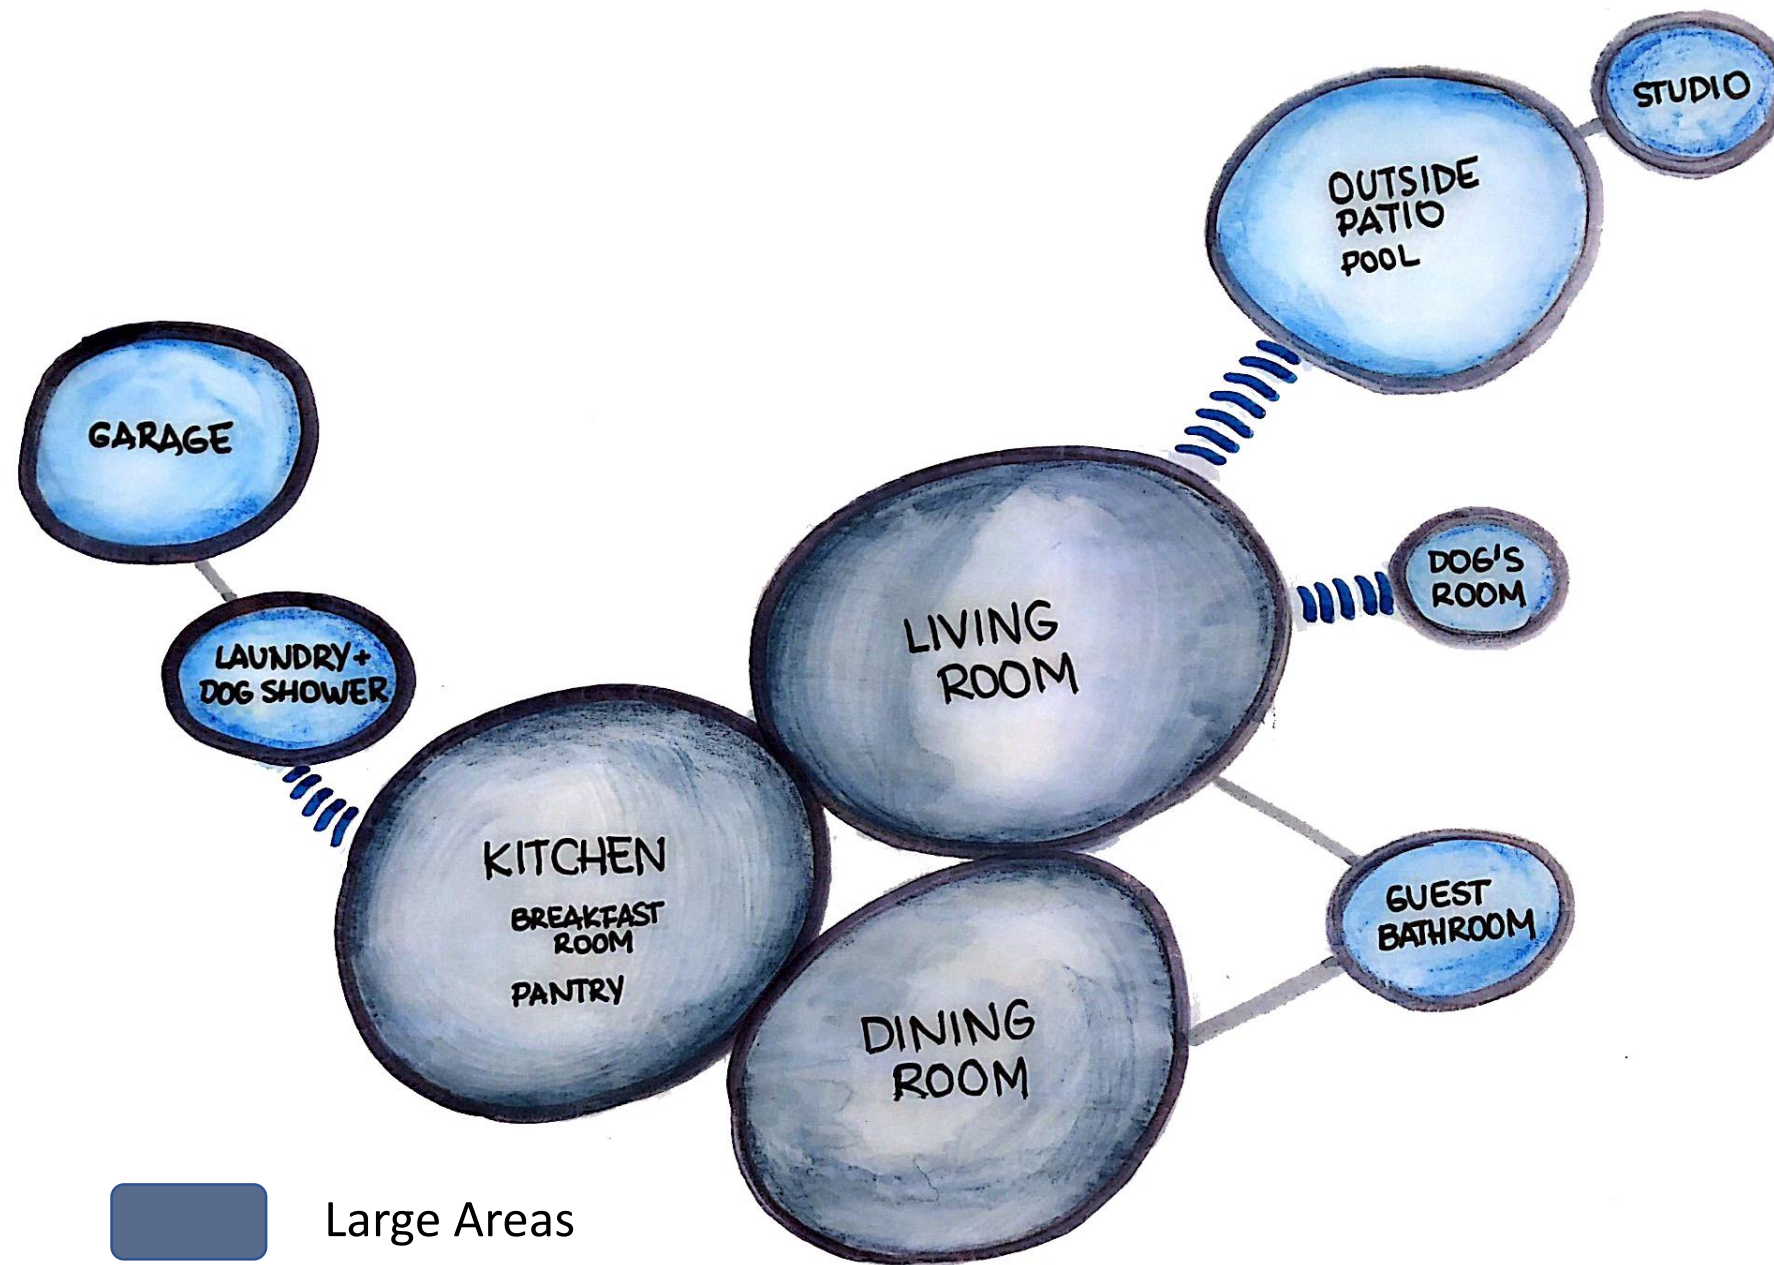 STUDIO
OUTSIDE
PATIO
POOL
GARAGE
DOG'S
ROOM
LAUNDRY+
DOG SHOWER
LIVING
ROOM
KITCHEN
BREAKFAST
ROOM
PANTRY
GUEST
BATHROOM
DINING
ROOM
Large Areas